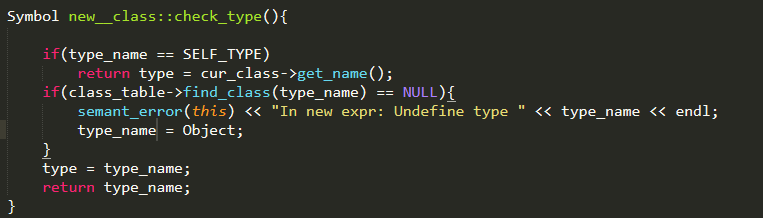 Symbol new__class::check_type(){
if(type_name == SELF_TYPE)
return type = cur_class->get_name();
if(class_table->find_class(type_name) == NULL){
semant_error(this) << "In new expr: Undefine type " << type_name << endl;
type_name = Object;
}
type = type_name;
return type_name;
}